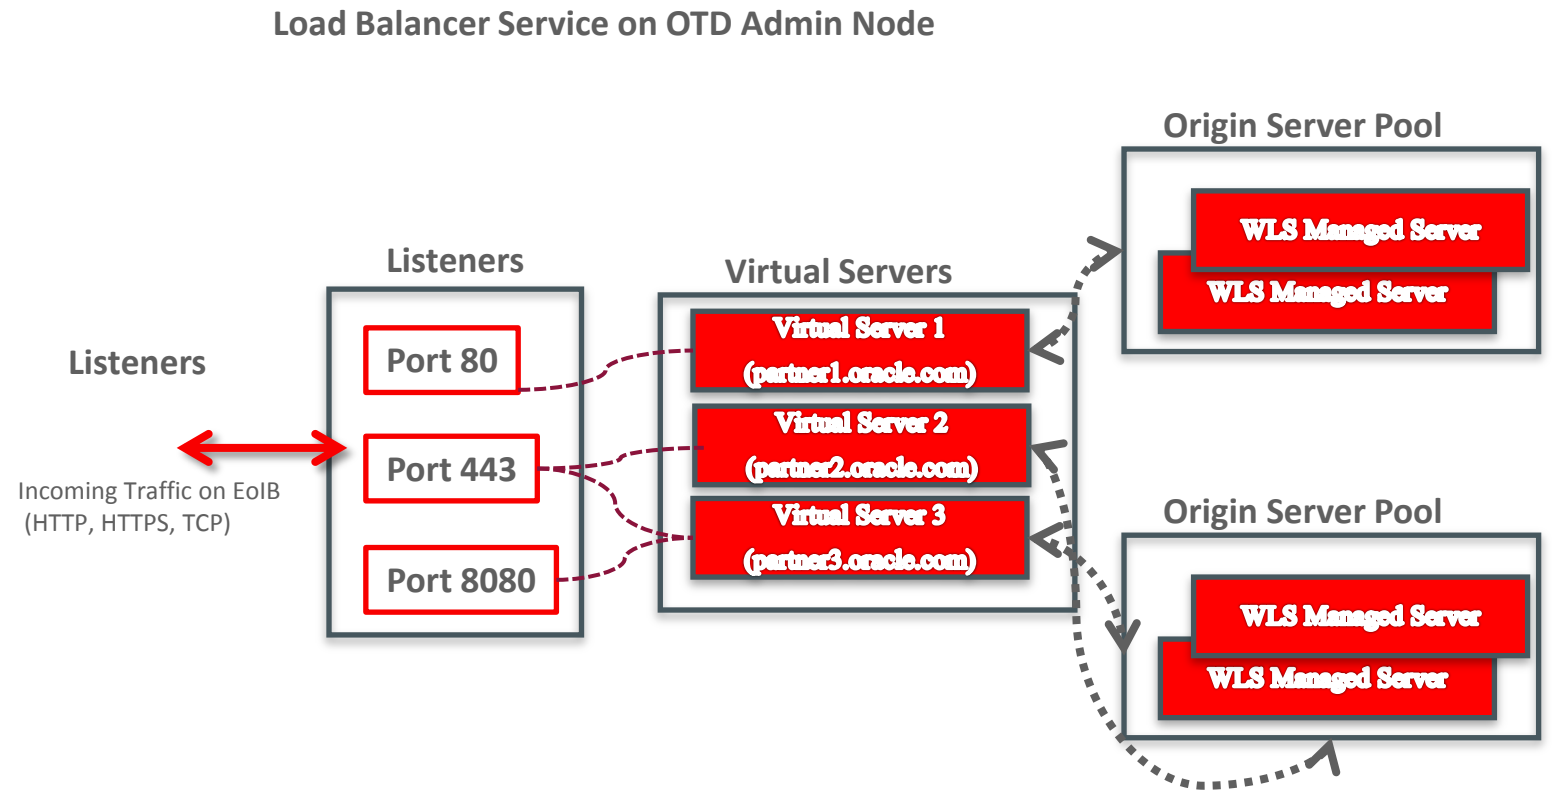 Load Balancer Service on OTD Admin Node
Listeners
Incoming Traffic on EoIB
(HTTP, HTTPS, TCP)
Listeners
Port 80
Port 443
Port 8080
Virtual Servers
Virtual Server 1
(partner1.oracle.com)
Virtual Server 2
(partner2.oracle.com)
Virtual Server 3
(partner3.oracle.com)
Origin Server Pool
WLS Managed Server
WLS Managed Server
Origin Server Pool
WLS Managed Server
WLS Managed Server